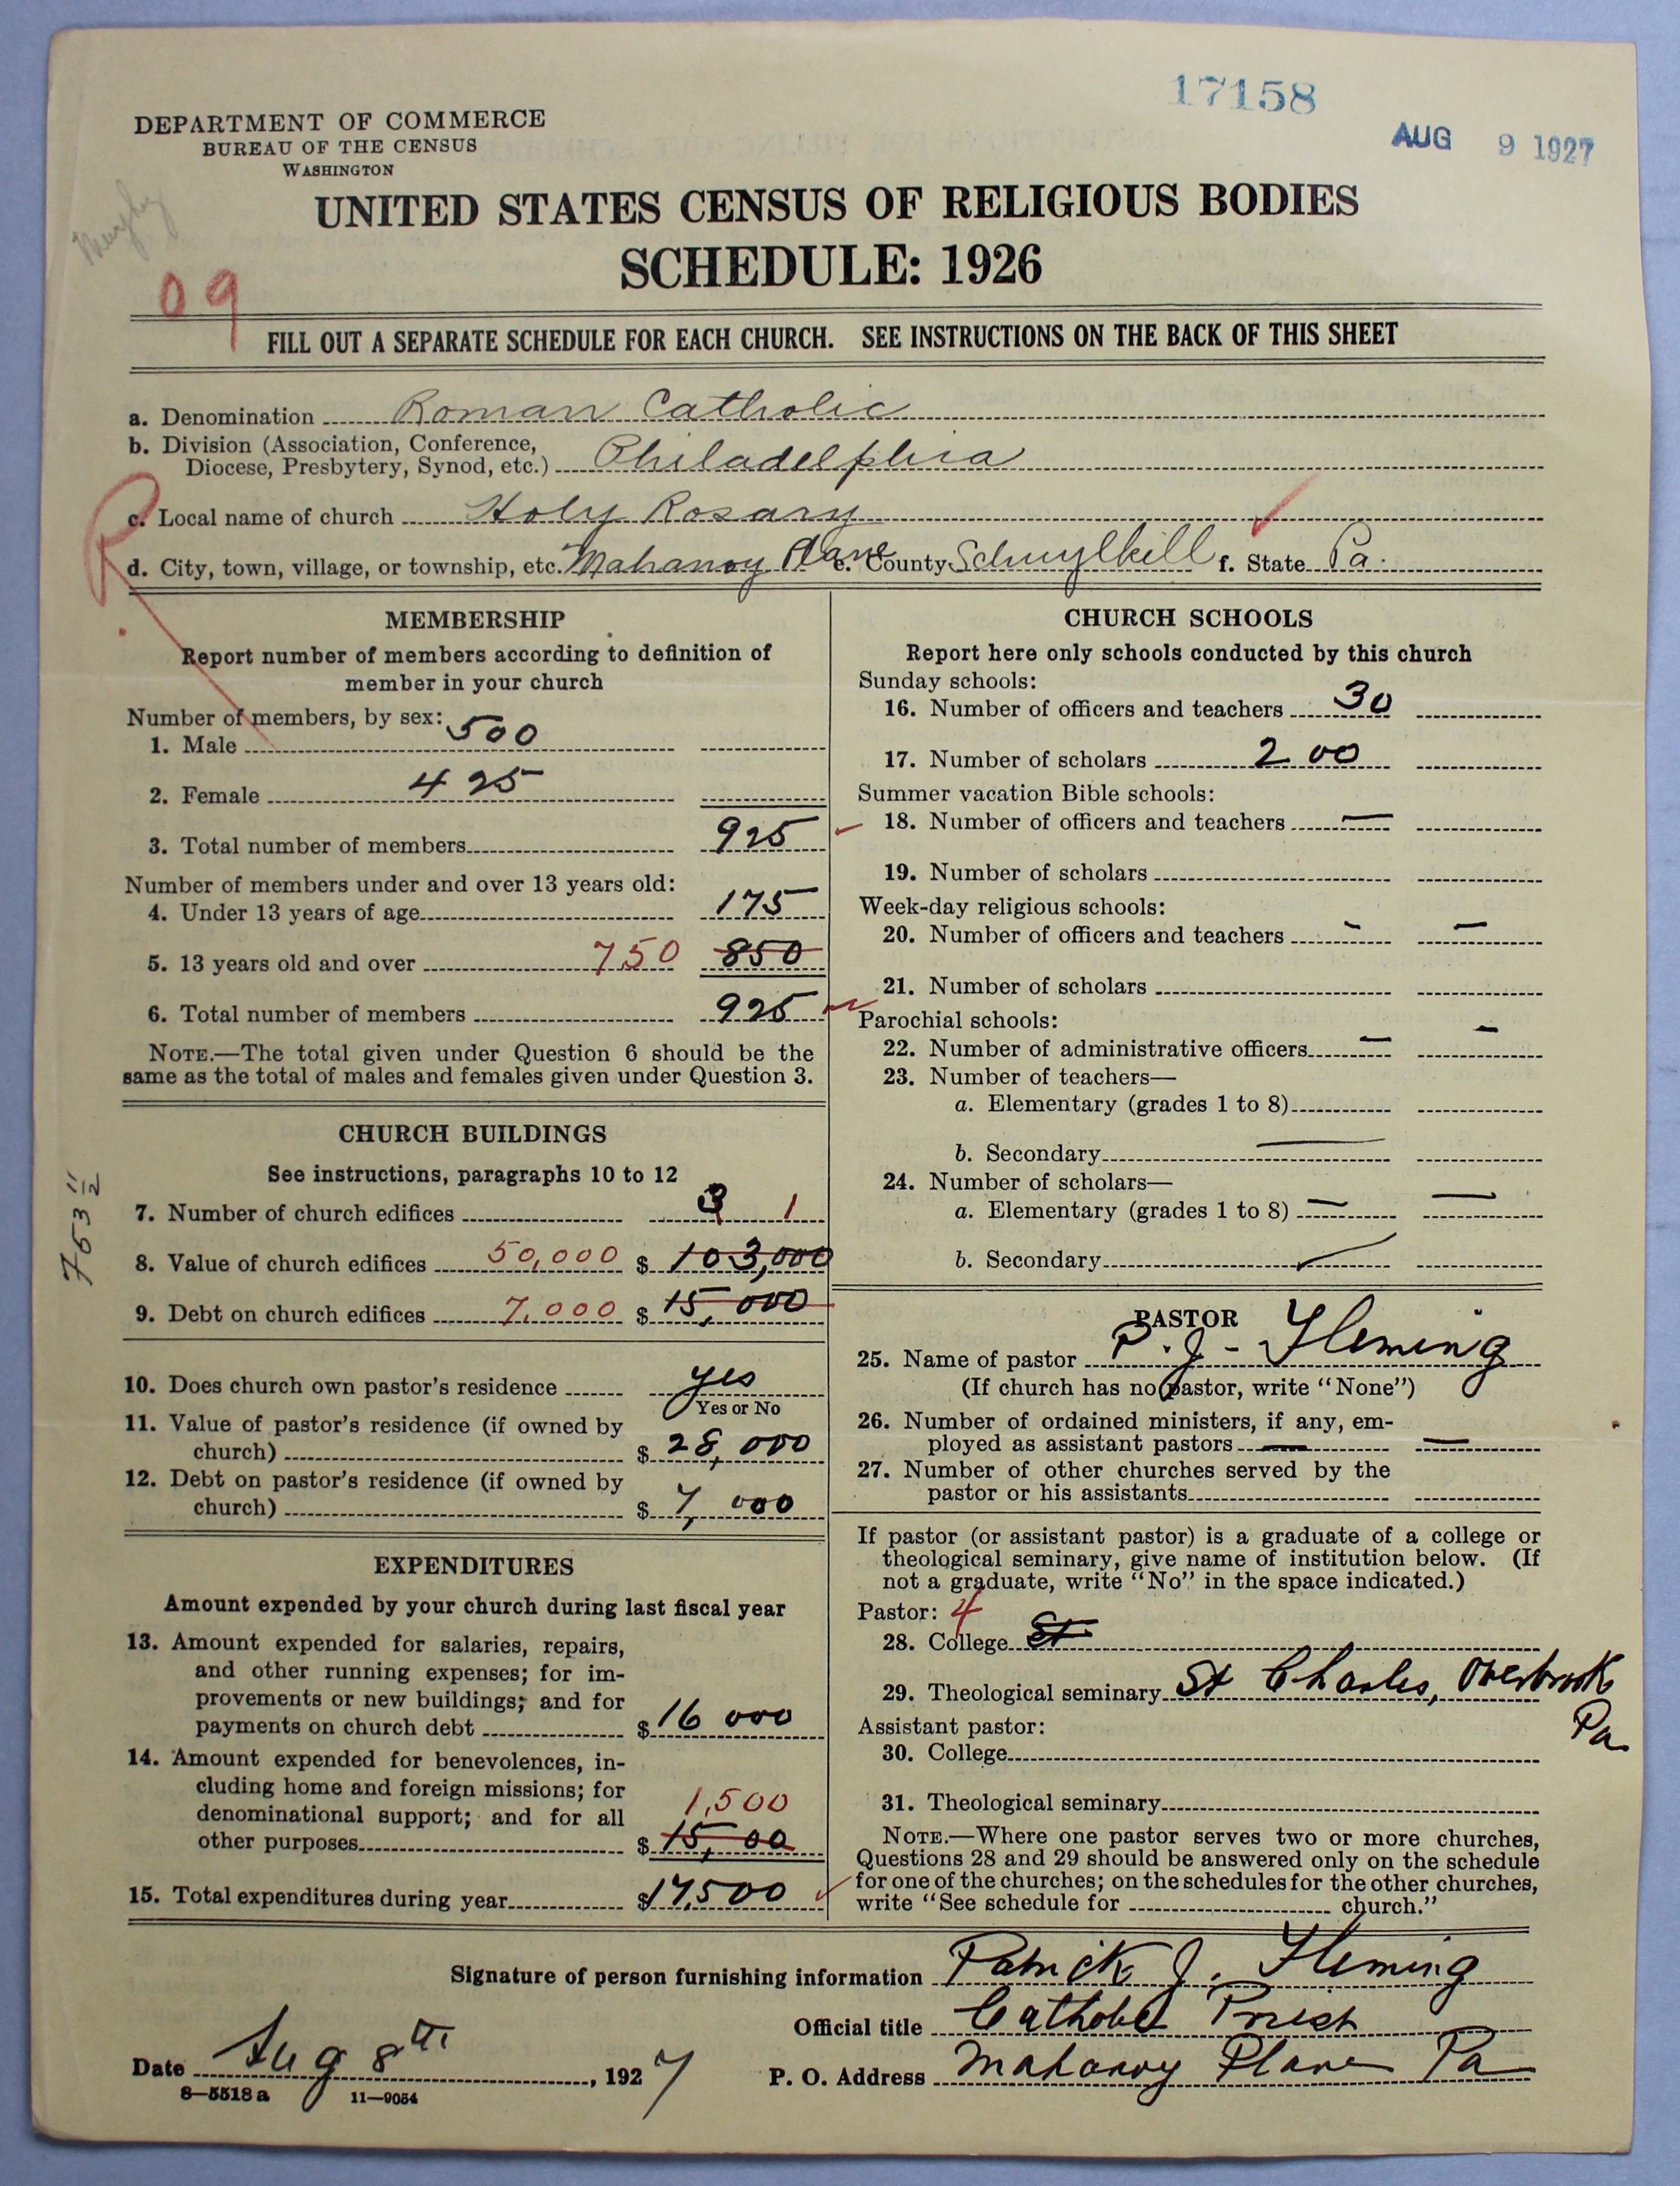 17158
AUG 9 1927
DEPARTMENT OF COMMERCE
BUREAU OF THE CENSUS
WASHINGTON
UNITED STATES CENSUS OF RELIGIOUS BODIES
SCHEDULE: 1926
09
FILL OUT A SEPARATE SCHEDULE FOR EACH CHURCH. SEE INSTRUCTIONS ON THE BACK OF THIS SHEET
a. Denomination Roman Catholic
b. Division (Association, Conference,
Diocese, Presbytery, Synod, etc.) Philadelphia
c. Local name of church Holy Rosary
d. City, town, village, or township, etc. Mahanoy Plane e. County Schuylkill f. State Pa.
R
MEMBERSHIP
Report number of members according to definition of
member in your church
Number of members, by sex:
1. Male 500
2. Female 425
3. Total number of members 925
Number of members under and over 13 years old:
4. Under 13 years of age 175
5. 13 years old and over 750 850
6. Total number of members 925
NOTE.—The total given under Question 6 should be the
same as the total of males and females given under Question 3.
CHURCH BUILDINGS
See instructions, paragraphs 10 to 12
7. Number of church edifices 3 1
8. Value of church edifices 50,000 $ 103,000
9. Debt on church edifices 7,000 $ 15,000
10. Does church own pastor's residence yes
Yes or No
11. Value of pastor's residence (if owned by
church) $ 28,000
12. Debt on pastor's residence (if owned by
church) $ 7,000
EXPENDITURES
Amount expended by your church during last fiscal year
13. Amount expended for salaries, repairs,
and other running expenses; for im-
provements or new buildings; and for
payments on church debt $ 16 000
14. Amount expended for benevolences, in-
cluding home and foreign missions; for
denominational support; and for all 1,500
other purposes $ 15,00
15. Total expenditures during year $ 17,500
CHURCH SCHOOLS
Report here only schools conducted by this church
Sunday schools:
16. Number of officers and teachers 30
17. Number of scholars 200
Summer vacation Bible schools:
18. Number of officers and teachers —
19. Number of scholars
Week-day religious schools:
20. Number of officers and teachers - —
21. Number of scholars
Parochial schools:
22. Number of administrative officers — -
23. Number of teachers—
a. Elementary (grades 1 to 8)
b. Secondary —
24. Number of scholars—
a. Elementary (grades 1 to 8) — —
b. Secondary
PASTOR
25. Name of pastor P. J - Fleming
(If church has no pastor, write "None")
26. Number of ordained ministers, if any, em-
ployed as assistant pastors — —
27. Number of other churches served by the
pastor or his assistants
If pastor (or assistant pastor) is a graduate of a college or
theological seminary, give name of institution below. (If
not a graduate, write "No" in the space indicated.)
Pastor: 4
28. College St
29. Theological seminary St Charles, Overbrook
Pa
Assistant pastor:
30. College
31. Theological seminary
NOTE.—Where one pastor serves two or more churches,
Questions 28 and 29 should be answered only on the schedule
for one of the churches; on the schedules for the other churches,
write "See schedule for church."
Signature of person furnishing information Patrick J. Fleming
Official title Catholic Priest
Date Aug 8th, 1927 P. O. Address Mahanoy Plane Pa
8—5518 a 11—9054